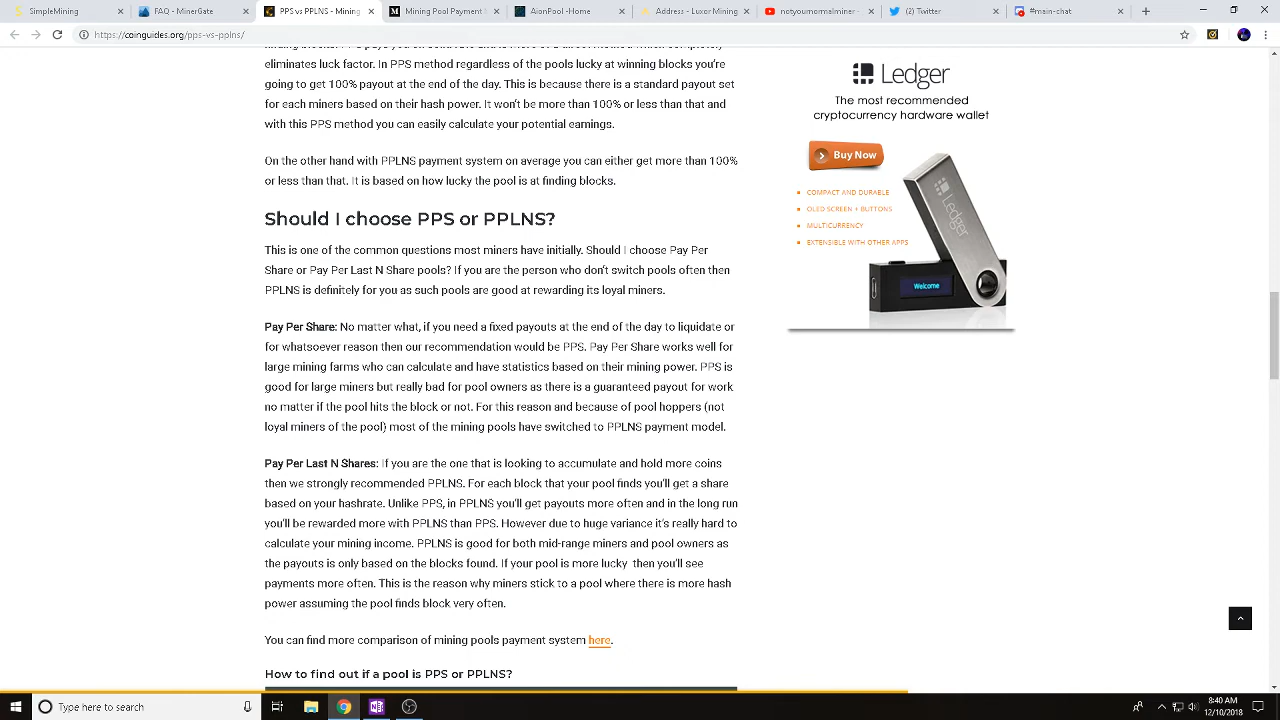 SimpleMining
FAQ - MinerGate
PPS vs PPLNS - Mining
Mining Pool Payment
AionPool -Home
Address - Luxor Mining
notyoumomsminer -
(2) Twitter
#main-chat
https://coinguides.org/pps-vs-pplns/
eliminates luck factor. In PPS method regardless of the pools lucky at winning blocks you're
going to get 100% payout at the end of the day. This is because there is a standard payout set
for each miners based on their hash power. It won't be more than 100% or less than that and
with this PPS method you can easily calculate your potential earnings.
On the other hand with PPLNS payment system on average you can either get more than 100%
or less than that. It is based on how lucky the pool is at finding blocks.
Should I choose PPS or PPLNS?
This is one of the common questions most miners have initially. Should I choose Pay Per
Share or Pay Per Last N Share pools? If you are the person who don't switch pools often then
PPLNS is definitely for you as such pools are good at rewarding its loyal miners.
Pay Per Share: No matter what, if you need a fixed payouts at the end of the day to liquidate or
for whatsoever reason then our recommendation would be PPS. Pay Per Share works well for
large mining farms who can calculate and have statistics based on their mining power. PPS is
good for large miners but really bad for pool owners as there is a guaranteed payout for work
no matter if the pool hits the block or not. For this reason and because of pool hoppers (not
loyal miners of the pool) most of the mining pools have switched to PPLNS payment model.
Pay Per Last N Shares: If you are the one that is looking to accumulate and hold more coins
then we strongly recommended PPLNS. For each block that your pool finds you'll get a share
based on your hashrate. Unlike PPS, in PPLNS you'll get payouts more often and in the long run
you'll be rewarded more with PPLNS than PPS. However due to huge variance it's really hard to
calculate your mining income. PPLNS is good for both mid-range miners and pool owners as
the payouts is only based on the blocks found. If your pool is more lucky then you'll see
payments more often. This is the reason why miners stick to a pool where there is more hash
power assuming the pool finds block very often.
You can find more comparison of mining pools payment system here.
How to find out if a pool is PPS or PPLNS?
Ledger
The most recommended
cryptocurrency hardware wallet
Buy Now
COMPACT AND DURABLE
OLED SCREEN + BUTTONS
MULTICURRENCY
EXTENSIBLE WITH OTHER APPS
Ledger
Welcome
Type here to search
8:40 AM
12/10/2018